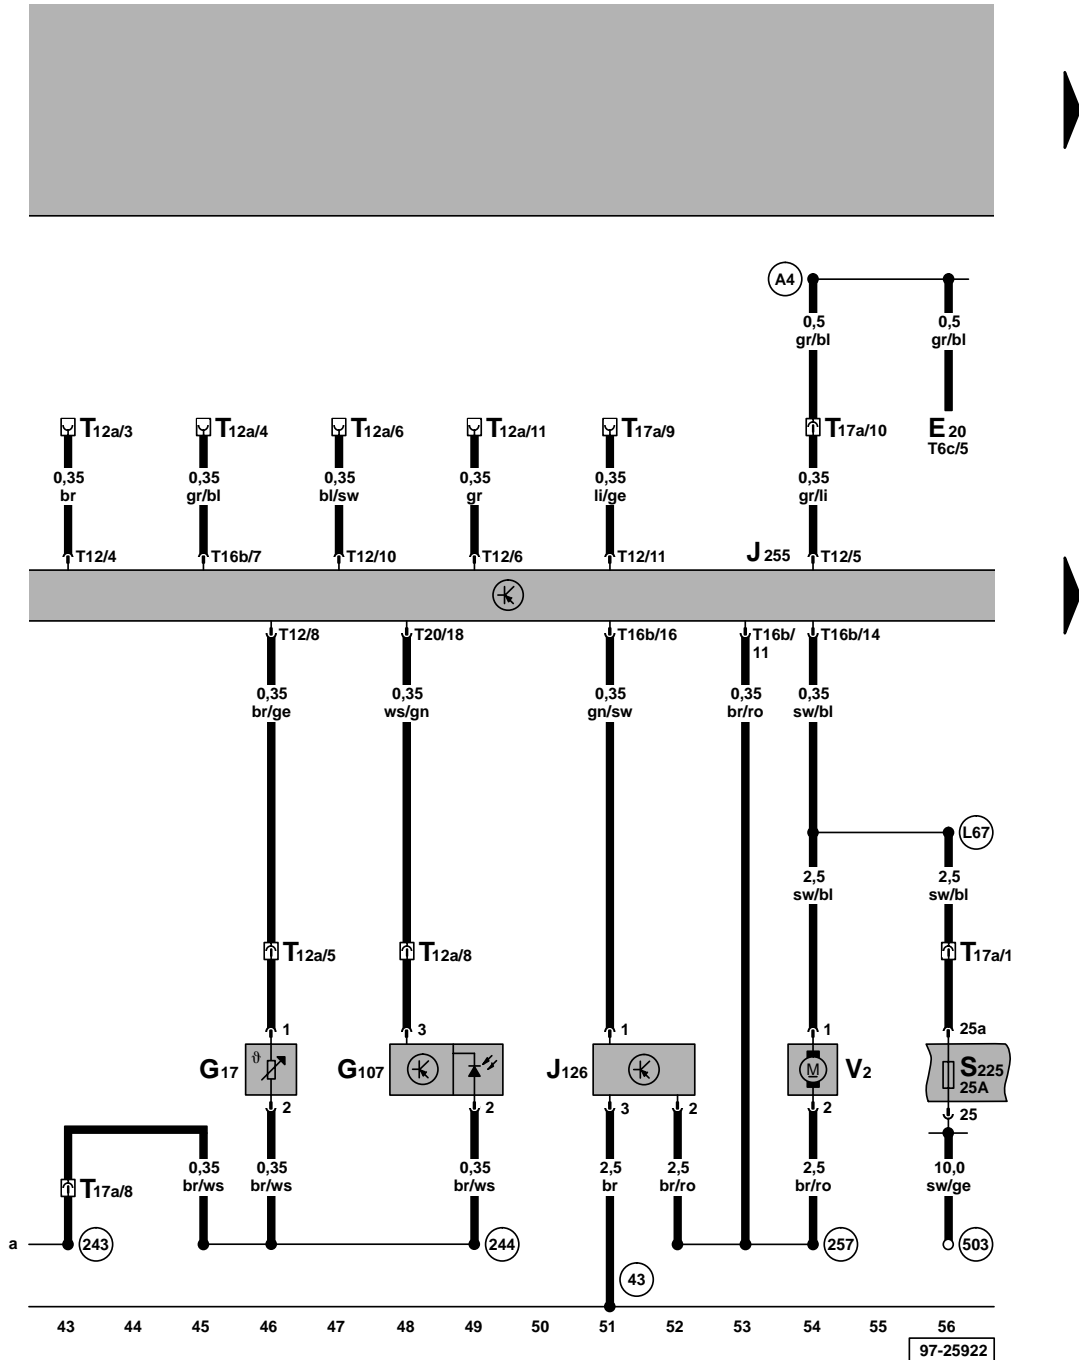 A4
0,5
gr/bl
0,5
gr/bl
T12a/3
T12a/4
T12a/6
T12a/11
T17a/9
T17a/10
E20
T6c/5
0,35
br
0,35
gr/bl
0,35
bl/sw
0,35
gr
0,35
li/ge
0,35
gr/li
T12/4
T16b/7
T12/10
T12/6
T12/11
J255
T12/5
T12/8
T20/18
T16b/16
T16b/
11
T16b/14
0,35
br/ge
0,35
ws/gn
0,35
gn/sw
0,35
br/ro
0,35
sw/bl
L67
2,5
sw/bl
2,5
sw/bl
T12a/5
T12a/8
T17a/1
1
3
1
1
25a
G17
ϑ
G107
J126
M
V2
S225
25A
2
2
3
2
2
25
0,35
br/ws
0,35
br/ws
0,35
br/ws
2,5
br
2,5
br/ro
2,5
br/ro
10,0
sw/ge
T17a/8
a
243
244
257
503
43
43 44 45 46 47 48 49 50 51 52 53 54 55 56
97-25922